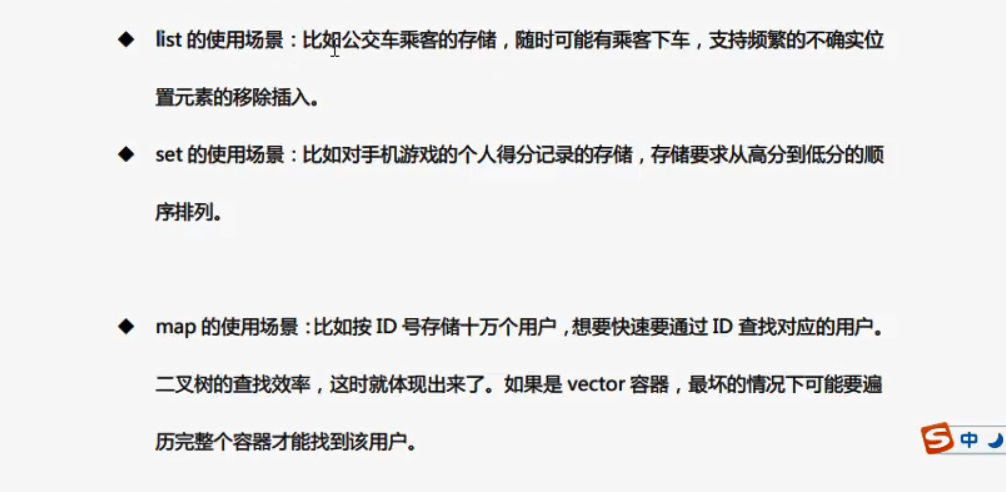 ◆ list 的使用场景：比如公交车乘客的存储，随时可能有乘客下车，支持频繁的不确实位
置元素的移除插入。
◆ set 的使用场景：比如对手机游戏的个人得分记录的存储，存储要求从高分到低分的顺
序排列。
◆ map 的使用场景：比如按 ID 号存储十万个用户，想要快速要通过 ID 查找对应的用户。
二叉树的查找效率，这时就体现出来了。如果是 vector 容器，最坏的情况下可能要遍
历完整个容器才能找到该用户。
S 中